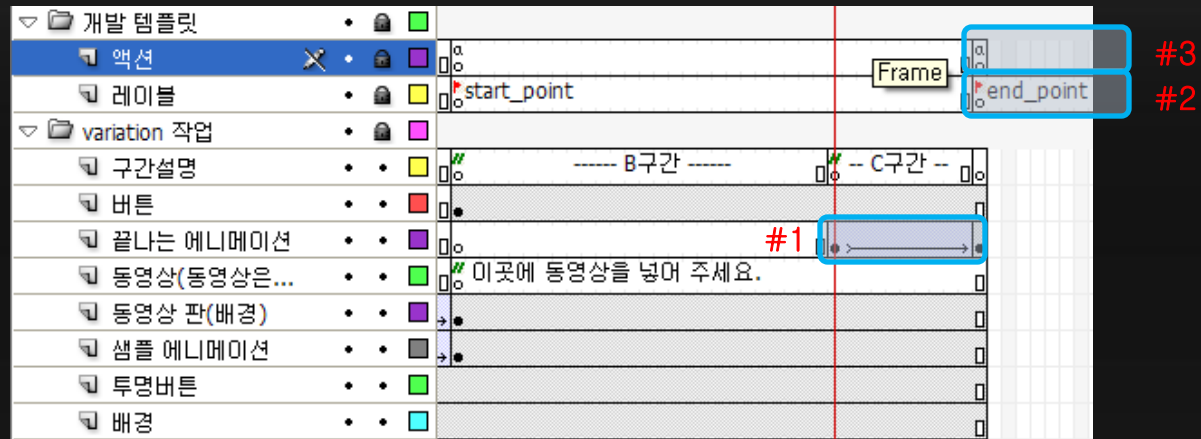 개발 템플릿
액션
a
a
Frame
#3
레이블
start_point
end_point
#2
variation 작업
구간설명
------ B구간 ------
-- C구간 --
버튼
끝나는 에니메이션
#1
동영상(동영상은...
이곳에 동영상을 넣어 주세요.
동영상 판(배경)
샘플 에니메이션
투명버튼
배경